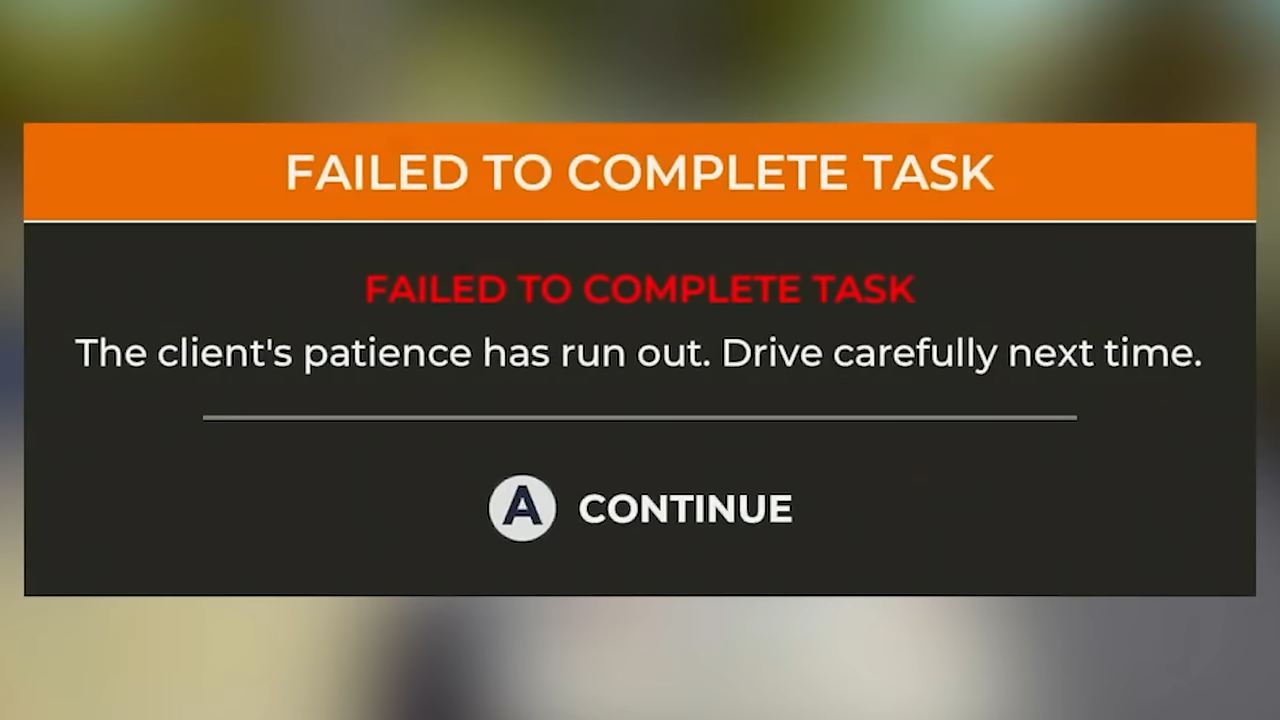 FAILED TO COMPLETE TASK
FAILED TO COMPLETE TASK
The client's patience has run out. Drive carefully next time.
A CONTINUE